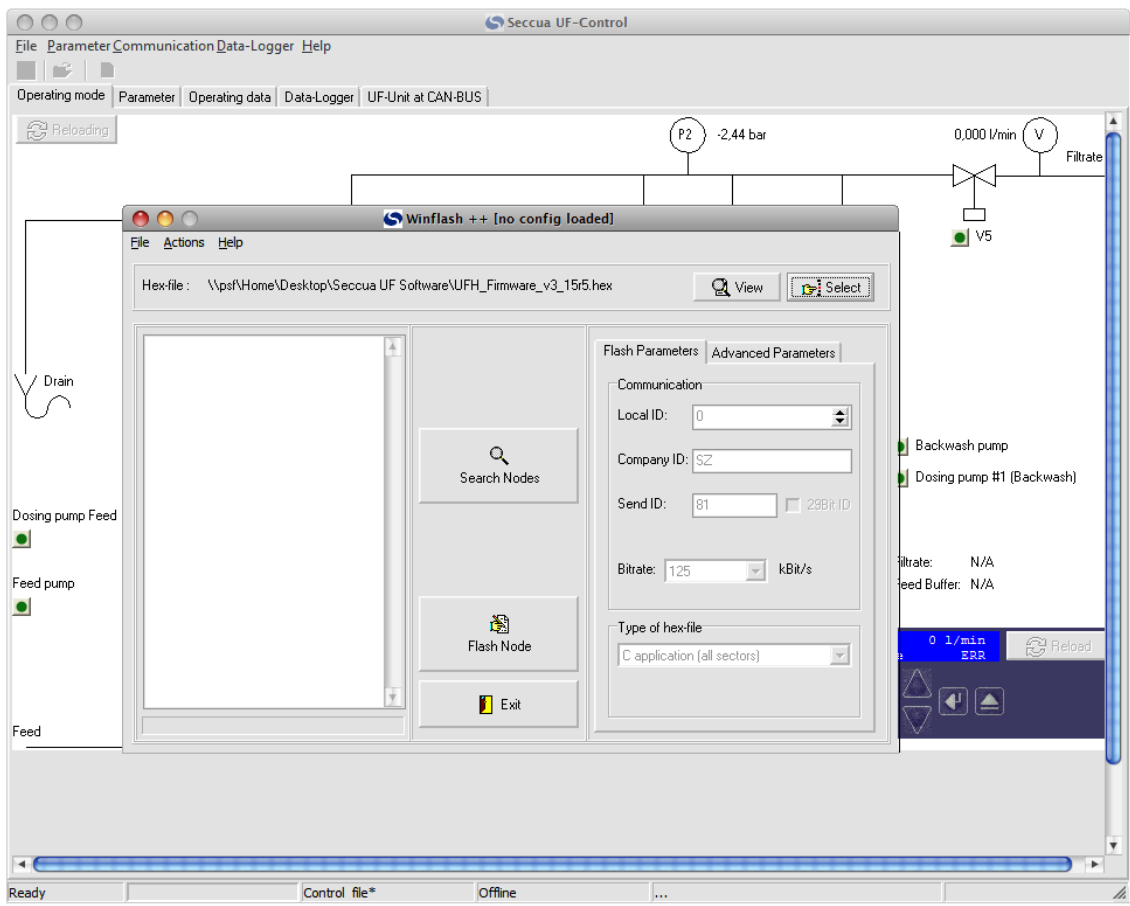 Seccua UF-Control
File Parameter Communication Data-Logger Help
Operating mode Parameter Operating data Data-Logger UF-Unit at CAN-BUS
Reloading
P2 -2,44 bar
0,000 l/min V
Filtrate
V5
Winflash ++ [no config loaded]
File Actions Help
Hex-file : \\psf\Home\Desktop\Seccua UF Software\UFH_Firmware_v3_15r5.hex
View Select
Flash Parameters Advanced Parameters
Communication
Local ID: 0
Company ID: SZ
Send ID: 81 29Bit ID
Bitrate: 125 kBit/s
Type of hex-file
C application (all sectors)
Search Nodes
Flash Node
Exit
Drain
Dosing pump Feed
Feed pump
Feed
Backwash pump
Dosing pump #1 (Backwash)
iltrate: N/A
eed Buffer: N/A
0 l/min
ERR
Reload
Ready Control file* Offline ...